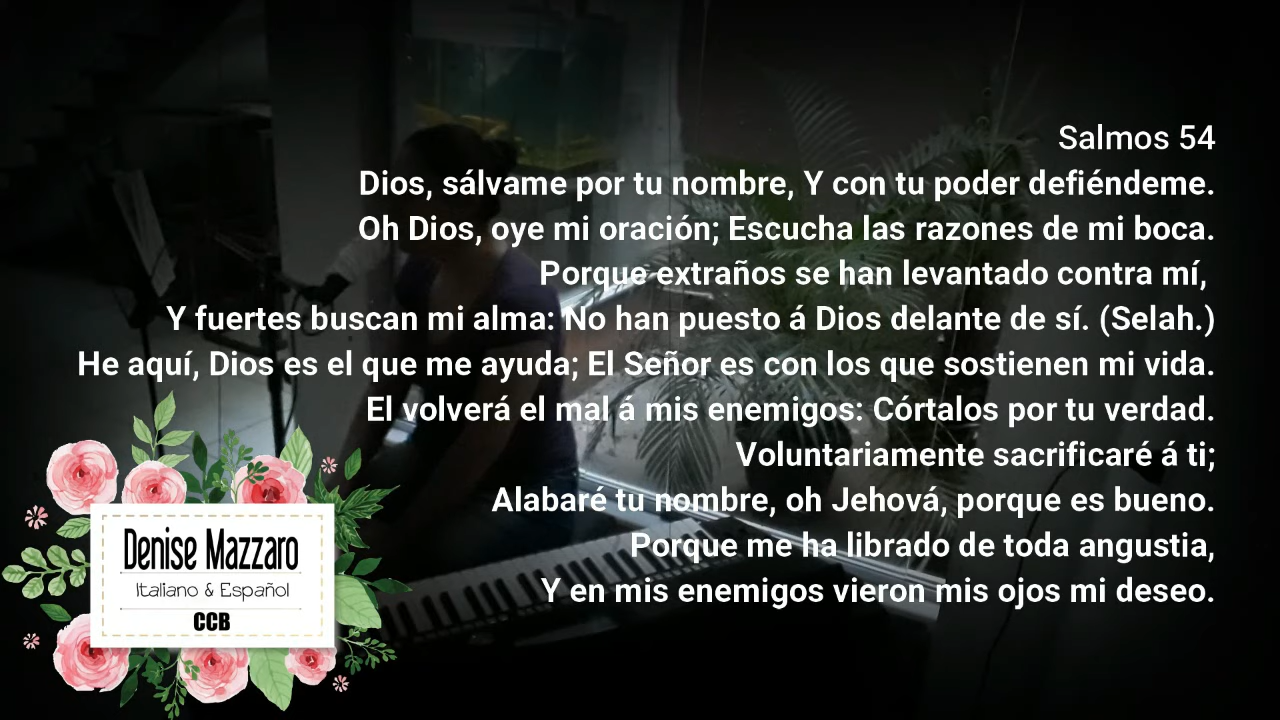 Salmos 54
Dios, sálvame por tu nombre, Y con tu poder defiéndeme.
Oh Dios, oye mi oración; Escucha las razones de mi boca.
Porque extraños se han levantado contra mí,
Y fuertes buscan mi alma: No han puesto á Dios delante de sí. (Selah.)
He aquí, Dios es el que me ayuda; El Señor es con los que sostienen mi vida.
El volverá el mal á mis enemigos: Córtalos por tu verdad.
Voluntariamente sacrificaré á ti;
Alabaré tu nombre, oh Jehová, porque es bueno.
Porque me ha librado de toda angustia,
Y en mis enemigos vieron mis ojos mi deseo.
Denise Mazzaro
Italiano & Español
CCB